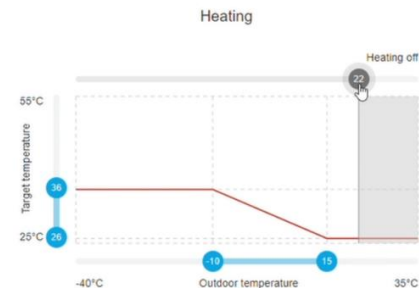 Heating
Heating off
22
55°C
Target temperature
36
25°C
26
-10
15
-40°C
Outdoor temperature
35°C